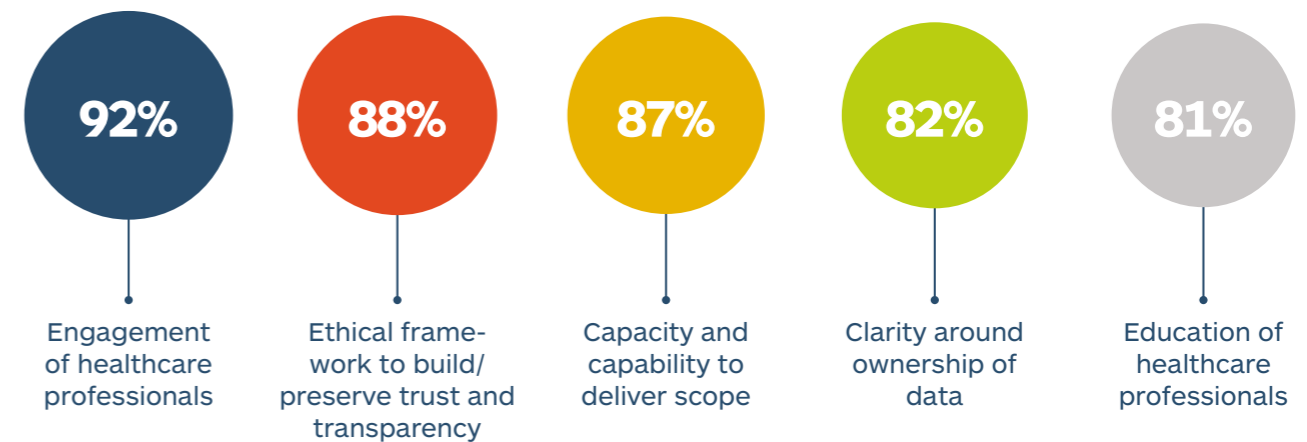 92%
88%
87%
82%
81%
Engagement
of healthcare
professionals
Ethical frame-
work to build/
preserve trust and
transparency
Capacity and
capability to
deliver scope
Clarity around
ownership of
data
Education of
healthcare
professionals